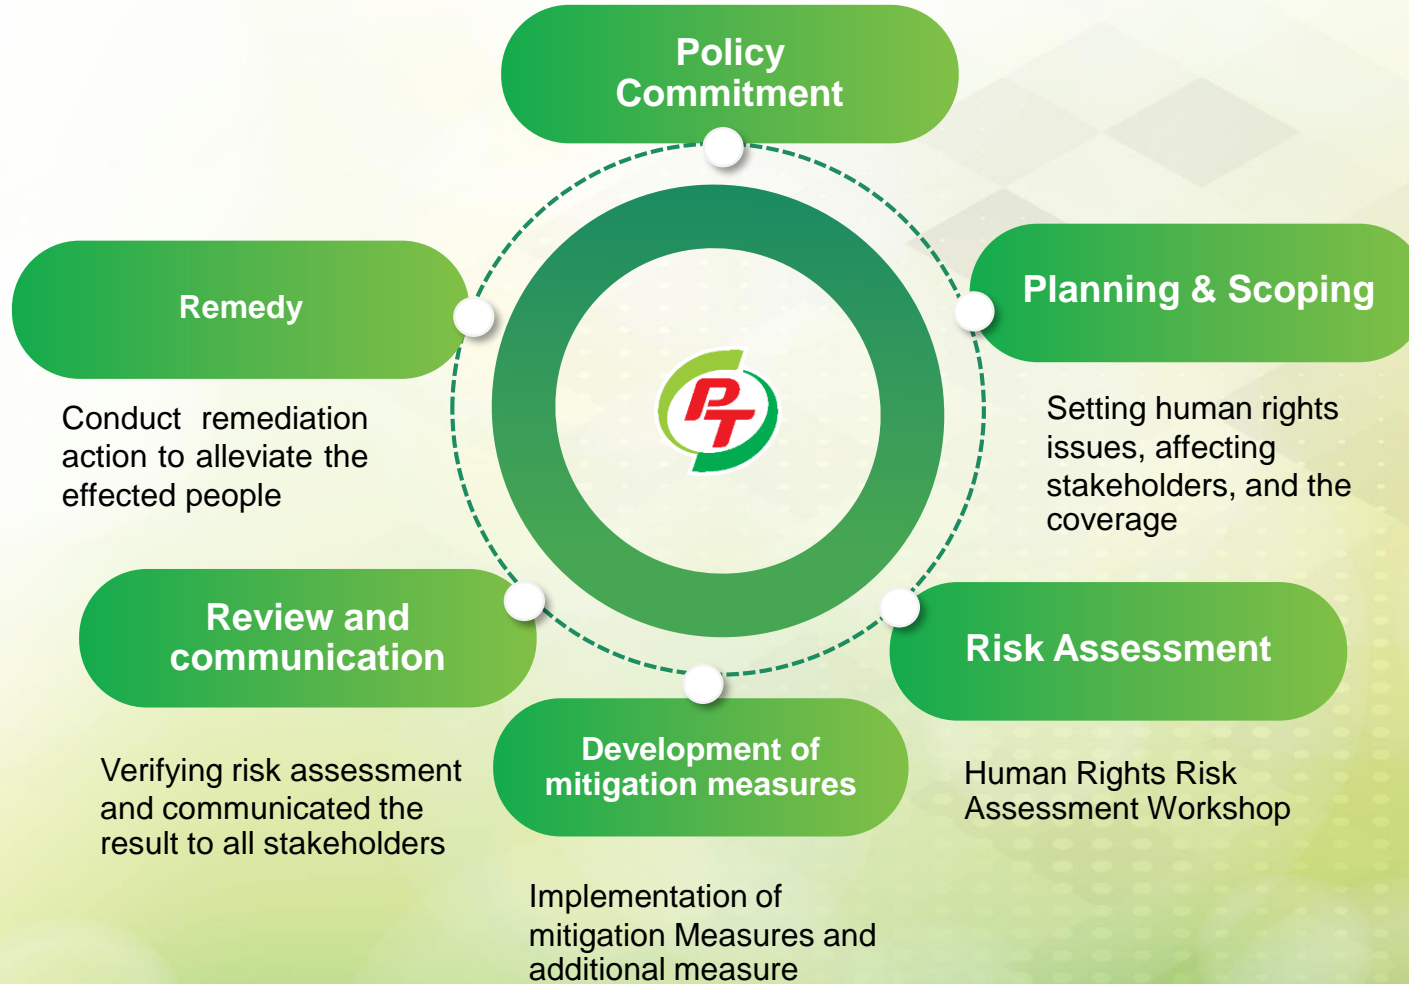 Policy
Commitment
Planning & Scoping
Setting human rights
issues, affecting
stakeholders, and the
coverage
Risk Assessment
Human Rights Risk
Assessment Workshop
Development of
mitigation measures
Implementation of
mitigation Measures and
additional measure
Review and
communication
Verifying risk assessment
and communicated the
result to all stakeholders
Remedy
Conduct remediation
action to alleviate the
effected people
PT